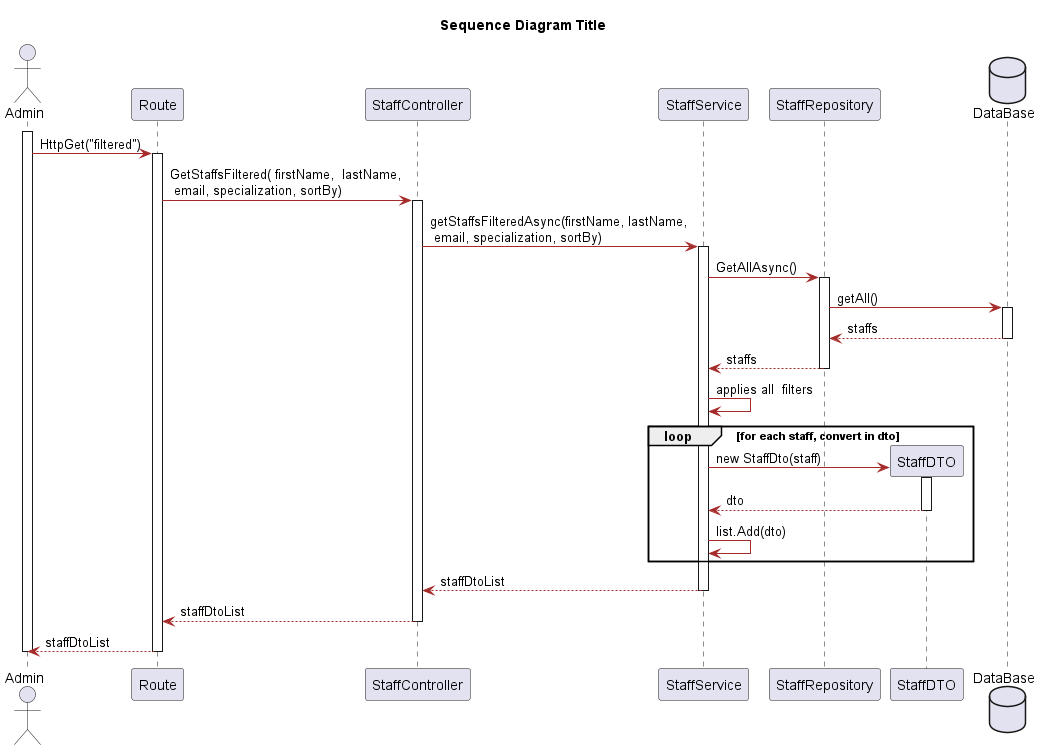 Sequence Diagram Title
Admin
Route
StaffController
StaffService
StaffRepository
DataBase
HttpGet("filtered")
GetStaffsFiltered( firstName,  lastName,
email, specialization, sortBy)
getStaffsFilteredAsync(firstName, lastName,
email, specialization, sortBy)
GetAllAsync()
getAll()
staffs
staffs
applies all  filters
loop
[for each staff, convert in dto]
new StaffDto(staff)
StaffDTO
dto
list.Add(dto)
staffDtoList
staffDtoList
staffDtoList
Admin
Route
StaffController
StaffService
StaffRepository
StaffDTO
DataBase